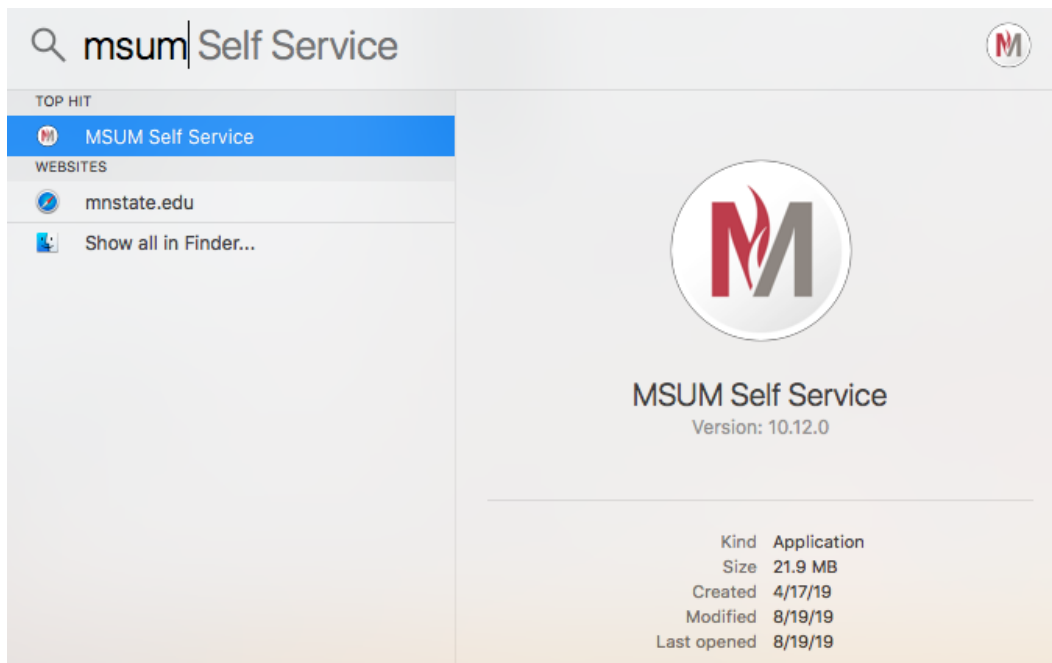 msum Self Service
TOP HIT
MSUM Self Service
WEBSITES
mnstate.edu
Show all in Finder...
MSUM Self Service
Version: 10.12.0
Kind Application
Size 21.9 MB
Created 4/17/19
Modified 8/19/19
Last opened 8/19/19